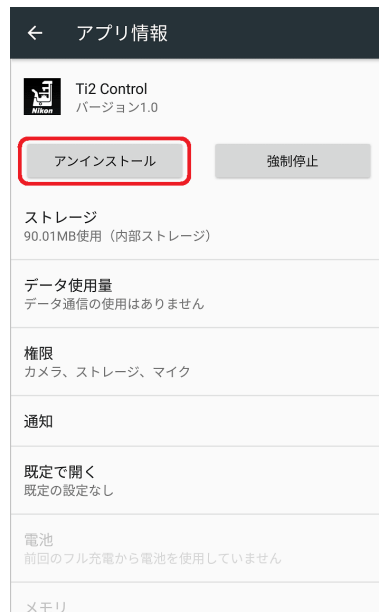 アプリ情報
Ti2 Control
Nikon
バージョン1.0
アンインストール
強制停止
ストレージ
90.01MB使用（内部ストレージ）
データ使用量
データ通信の使用はありません
権限
カメラ、ストレージ、マイク
通知
既定で開く
既定の設定なし
電池
前回のフル充電から電池を使用していません
メモリ